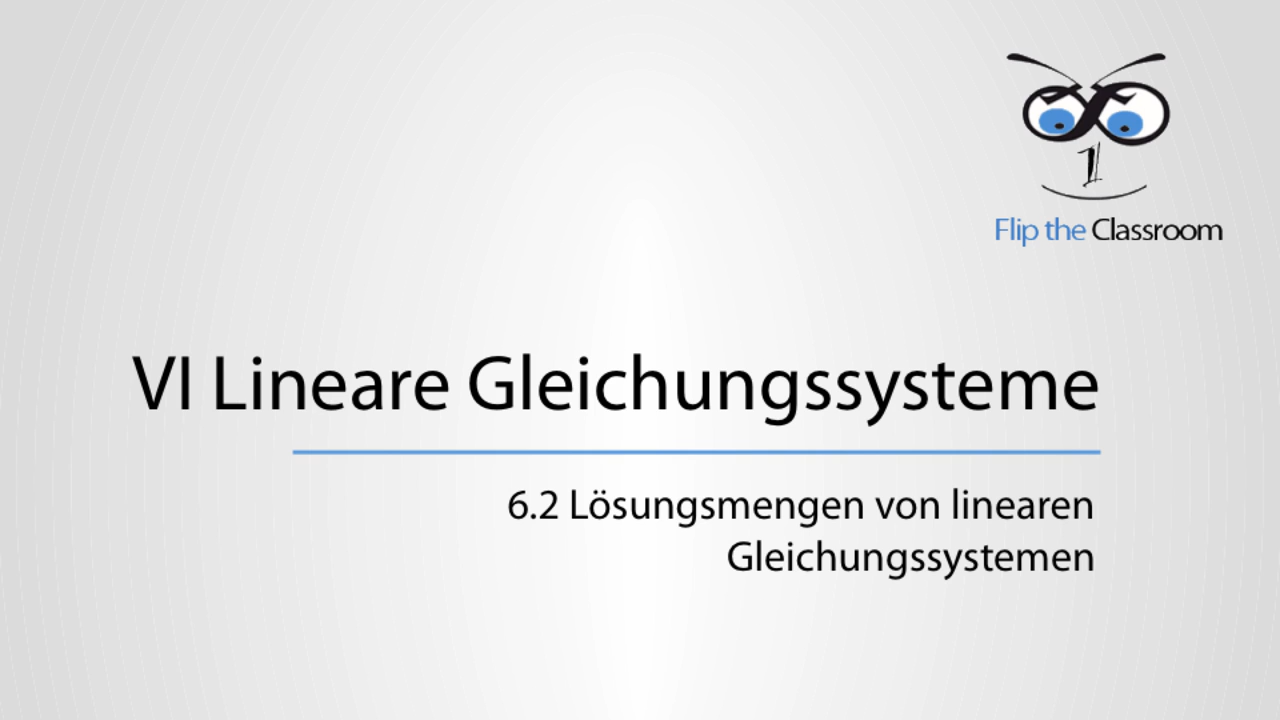 Flip the Classroom
VI Lineare Gleichungssysteme
6.2 Lösungsmengen von linearen
Gleichungssystemen